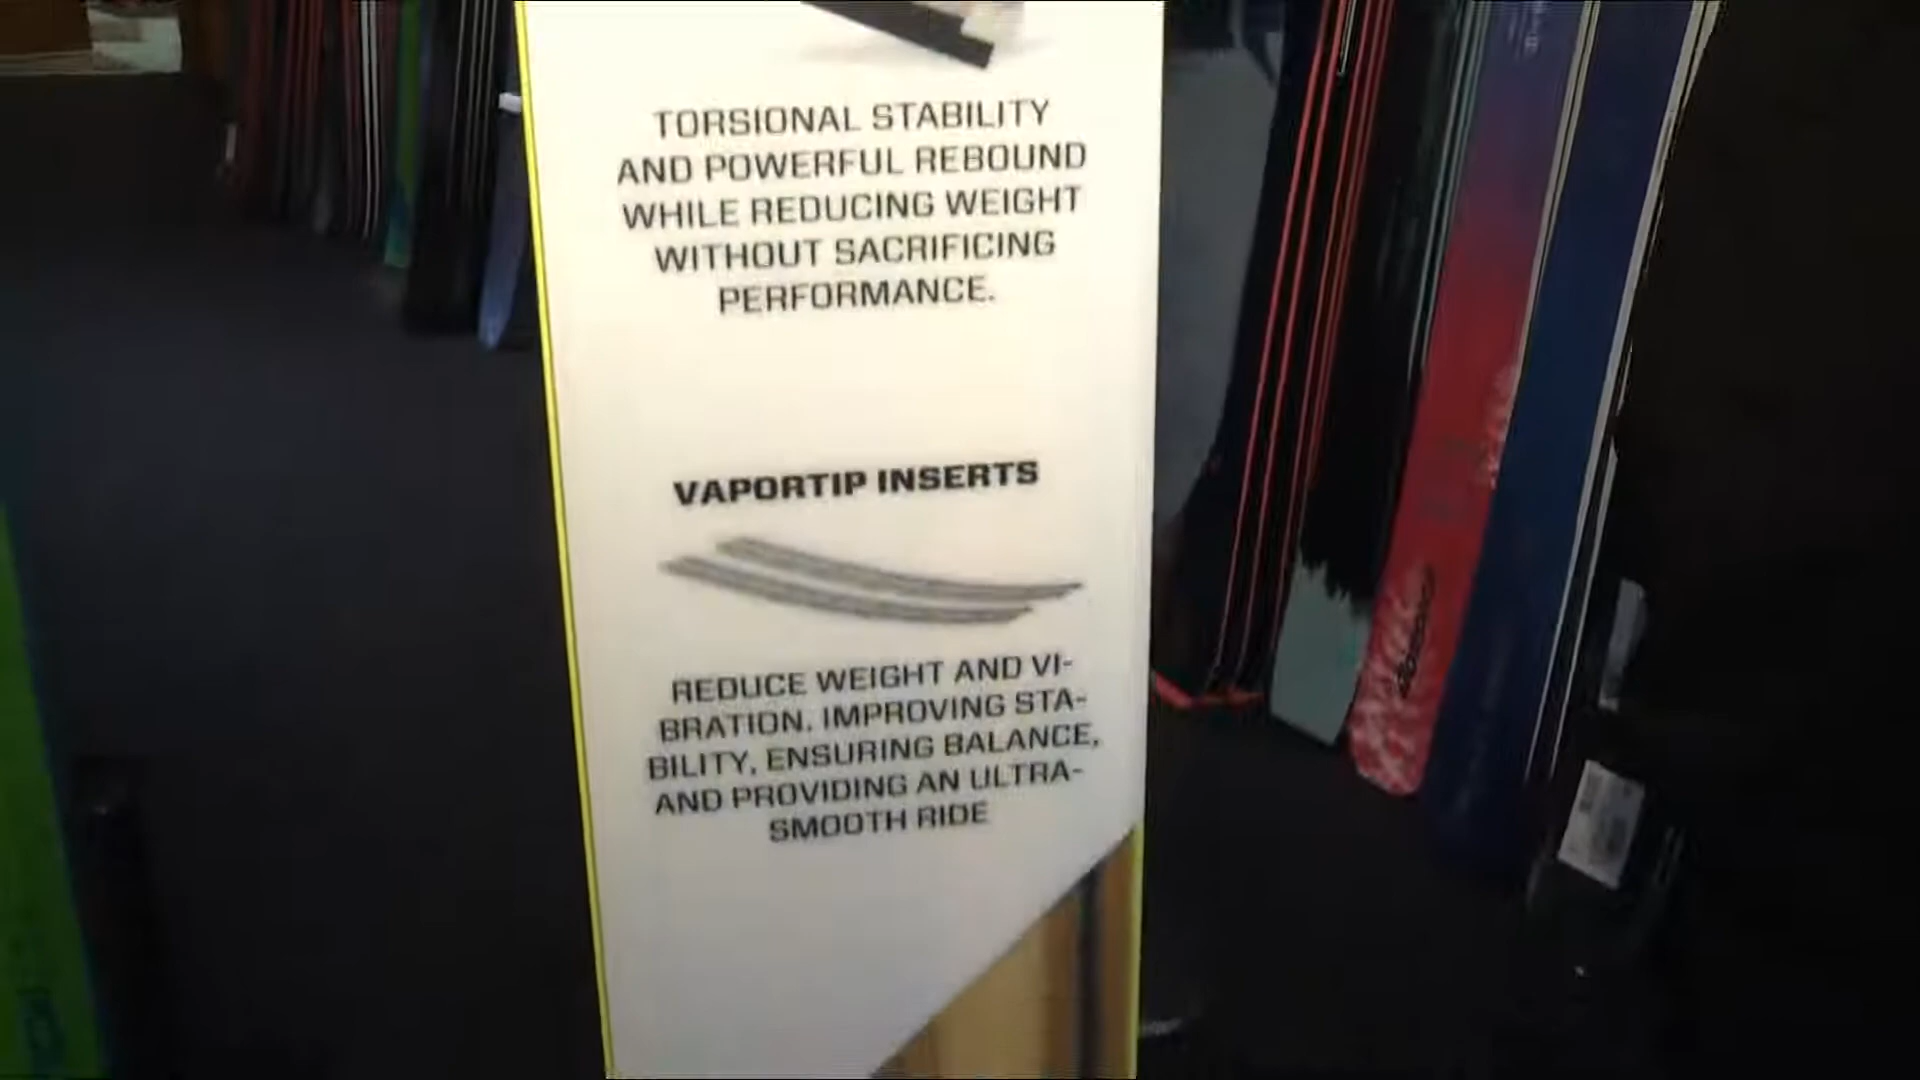 TORSIONAL STABILITY
AND POWERFUL REBOUND
WHILE REDUCING WEIGHT
WITHOUT SACRIFICING
PERFORMANCE.
VAPORTIP INSERTS
REDUCE WEIGHT AND VI-
BRATION. IMPROVING STA-
BILITY, ENSURING BALANCE,
AND PROVIDING AN ULTRA-
SMOOTH RIDE